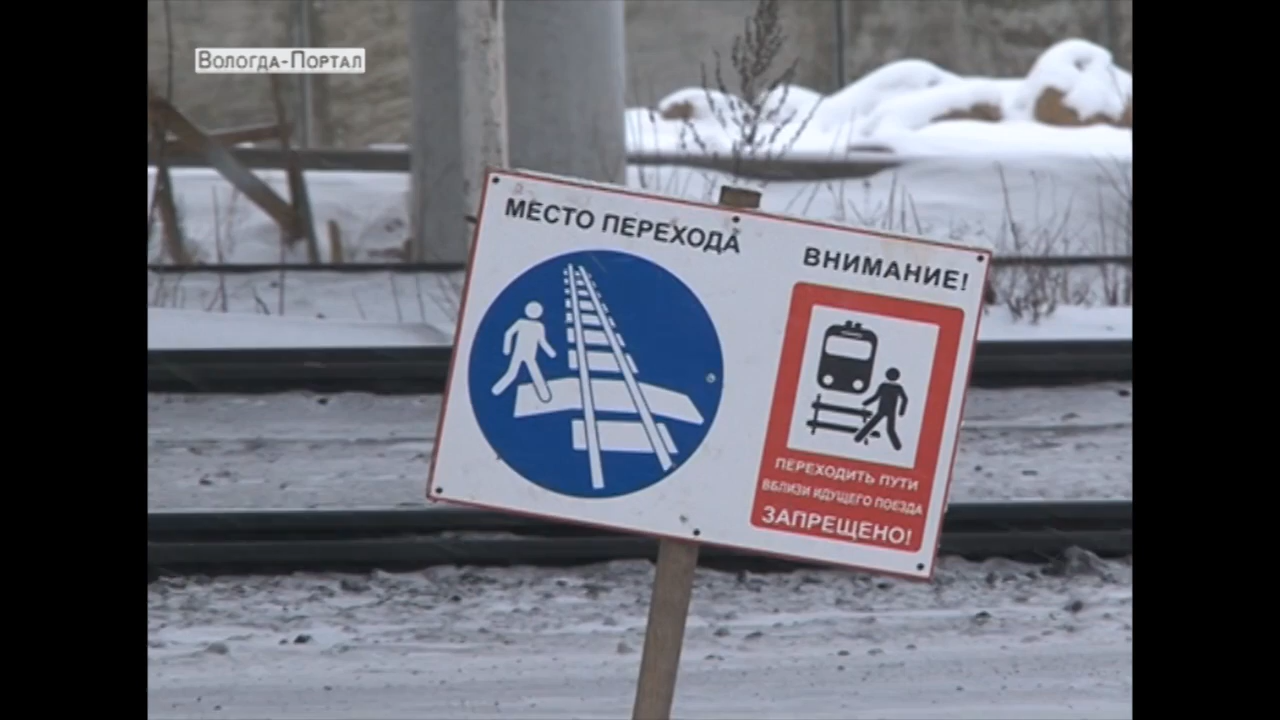 Вологда-Портал
МЕСТО ПЕРЕХОДА
ВНИМАНИЕ!
ПЕРЕХОДИТЬ ПУТИ
ВБЛИЗИ ИДУЩЕГО ПОЕЗДА
ЗАПРЕЩЕНО!